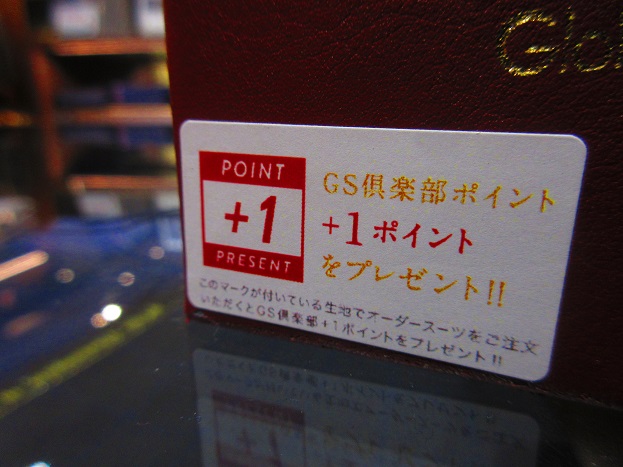 POINT
+1
PRESENT
GS倶楽部ポイント
+1ポイント
をプレゼント!!
このマークが付いている生地でオーダースーツをご注文
いただくとGS倶楽部+1ポイントをプレゼント!!